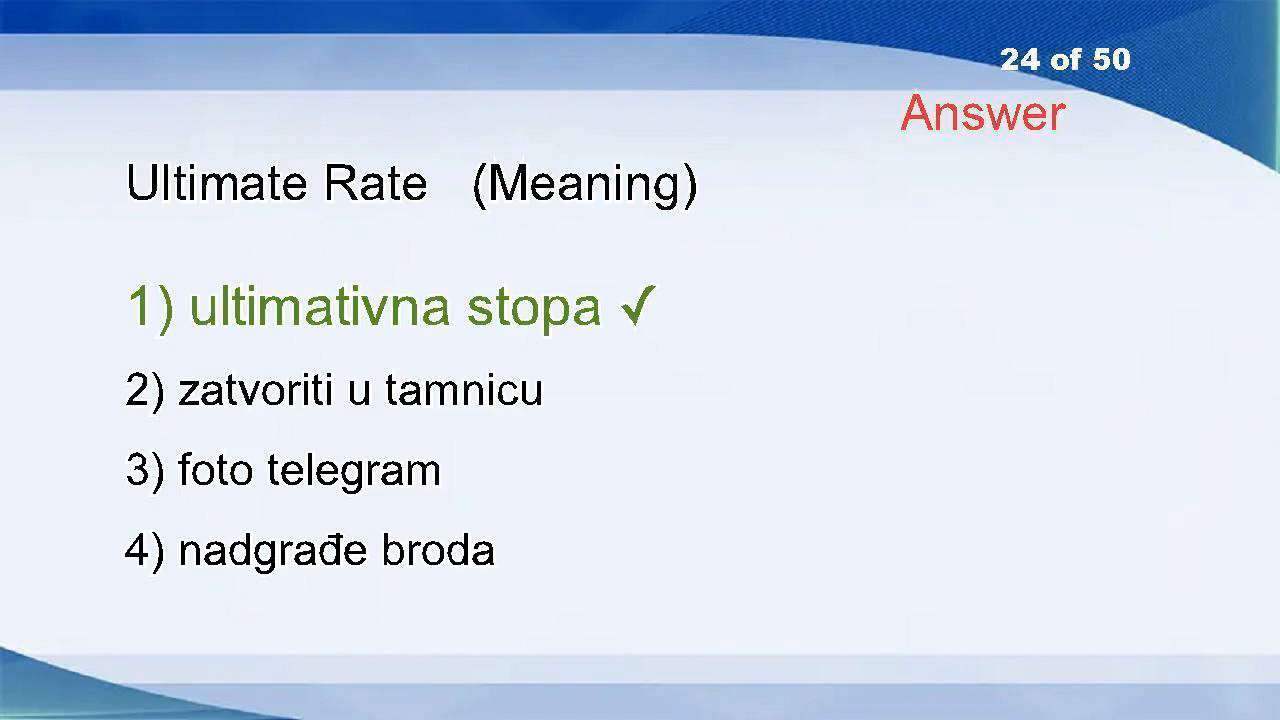 24 of 50
Answer
Ultimate Rate (Meaning)
1) ultimativna stopa ✓
2) zatvoriti u tamnicu
3) foto telegram
4) nadgrađe broda